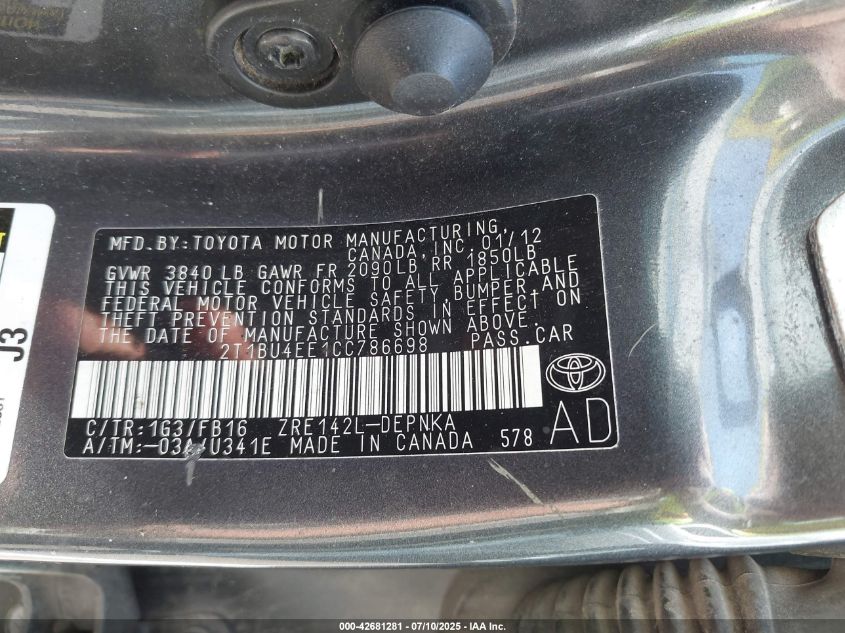 MFD. BY: TOYOTA MOTOR MANUFACTURING,
CANADA, INC. 01/12
GVWR 3840 LB GAWR FR 2090LB, RR 1850LB
THIS VEHICLE CONFORMS TO ALL APPLICABLE
FEDERAL MOTOR VEHICLE SAFETY, BUMPER, AND
THEFT PREVENTION STANDARDS IN EFFECT ON
THE DATE OF MANUFACTURE SHOWN ABOVE.
2T1BU4EE1CC786698 PASS. CAR
C/TR: 1G3/FB16 ZRE142L-DEPNKA
A/TM: -03A/U341E MADE IN CANADA 578
AD
J3
000-42681281 / 07/10/2025 - IAA Inc.